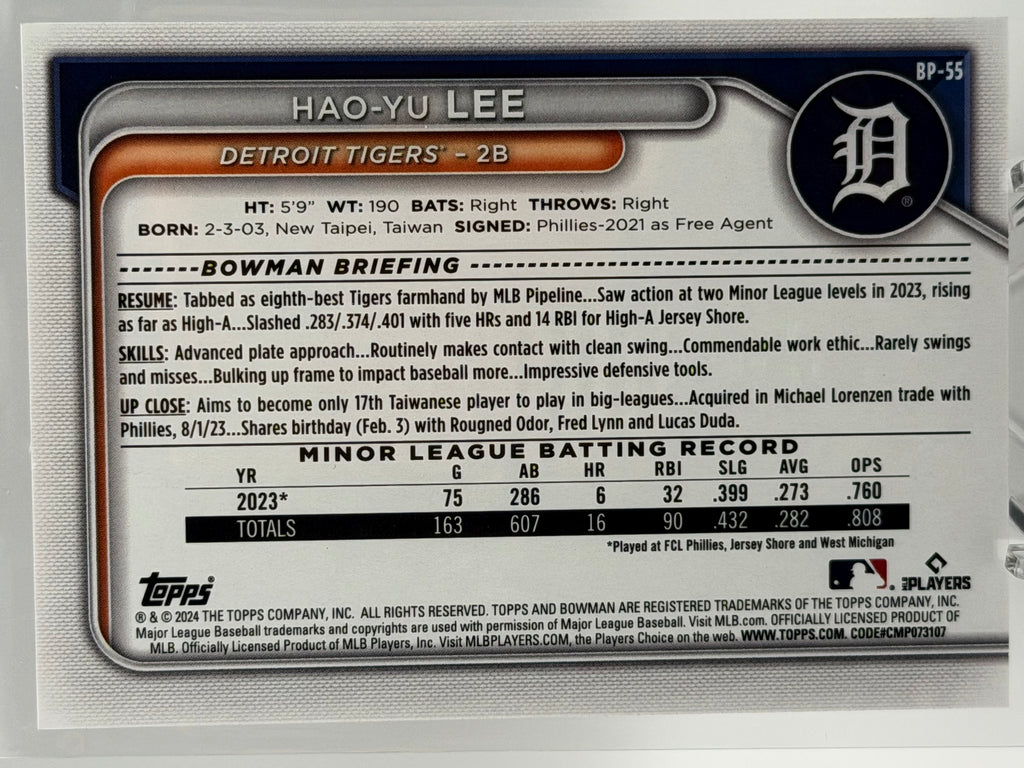 BP-55
HAO-YU LEE
DETROIT TIGERS – 2B
D
®
HT: 5'9" WT: 190 BATS: Right THROWS: Right
BORN: 2-3-03, New Taipei, Taiwan SIGNED: Phillies-2021 as Free Agent
BOWMAN BRIEFING
RESUME: Tabbed as eighth-best Tigers farmhand by MLB Pipeline...Saw action at two Minor League levels in 2023, rising
as far as High-A...Slashed .283/.374/.401 with five HRs and 14 RBI for High-A Jersey Shore.
SKILLS: Advanced plate approach...Routinely makes contact with clean swing...Commendable work ethic...Rarely swings
and misses...Bulking up frame to impact baseball more...Impressive defensive tools.
UP CLOSE: Aims to become only 17th Taiwanese player to play in big-leagues...Acquired in Michael Lorenzen trade with
Phillies, 8/1/23...Shares birthday (Feb. 3) with Rougned Odor, Fred Lynn and Lucas Duda.
MINOR LEAGUE BATTING RECORD
YR G AB HR RBI SLG AVG OPS
2023* 75 286 6 32 .399 .273 .760
TOTALS 163 607 16 90 .432 .282 .808
*Played at FCL Phillies, Jersey Shore and West Michigan
Topps®
PLAYERS
® & © 2024 THE TOPPS COMPANY, INC. ALL RIGHTS RESERVED. TOPPS AND BOWMAN ARE REGISTERED TRADEMARKS OF THE TOPPS COMPANY, INC.
Major League Baseball trademarks and copyrights are used with permission of Major League Baseball. Visit MLB.com. OFFICIALLY LICENSED PRODUCT OF
MLB. Officially Licensed Product of MLB Players, Inc. Visit MLBPLAYERS.COM, the Players Choice on the web. WWW.TOPPS.COM. CODE#CMP073107